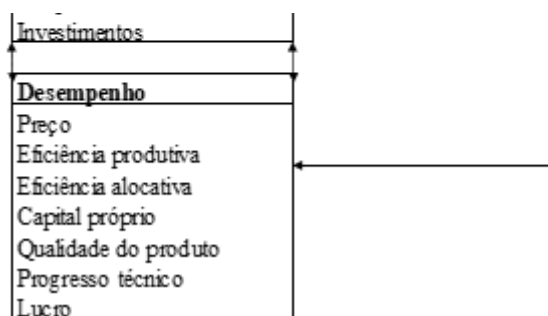 Investimentos
Desempenho
Preço
Eficiência produtiva
Eficiência alocativa
Capital próprio
Qualidade do produto
Progresso técnico
Lucro